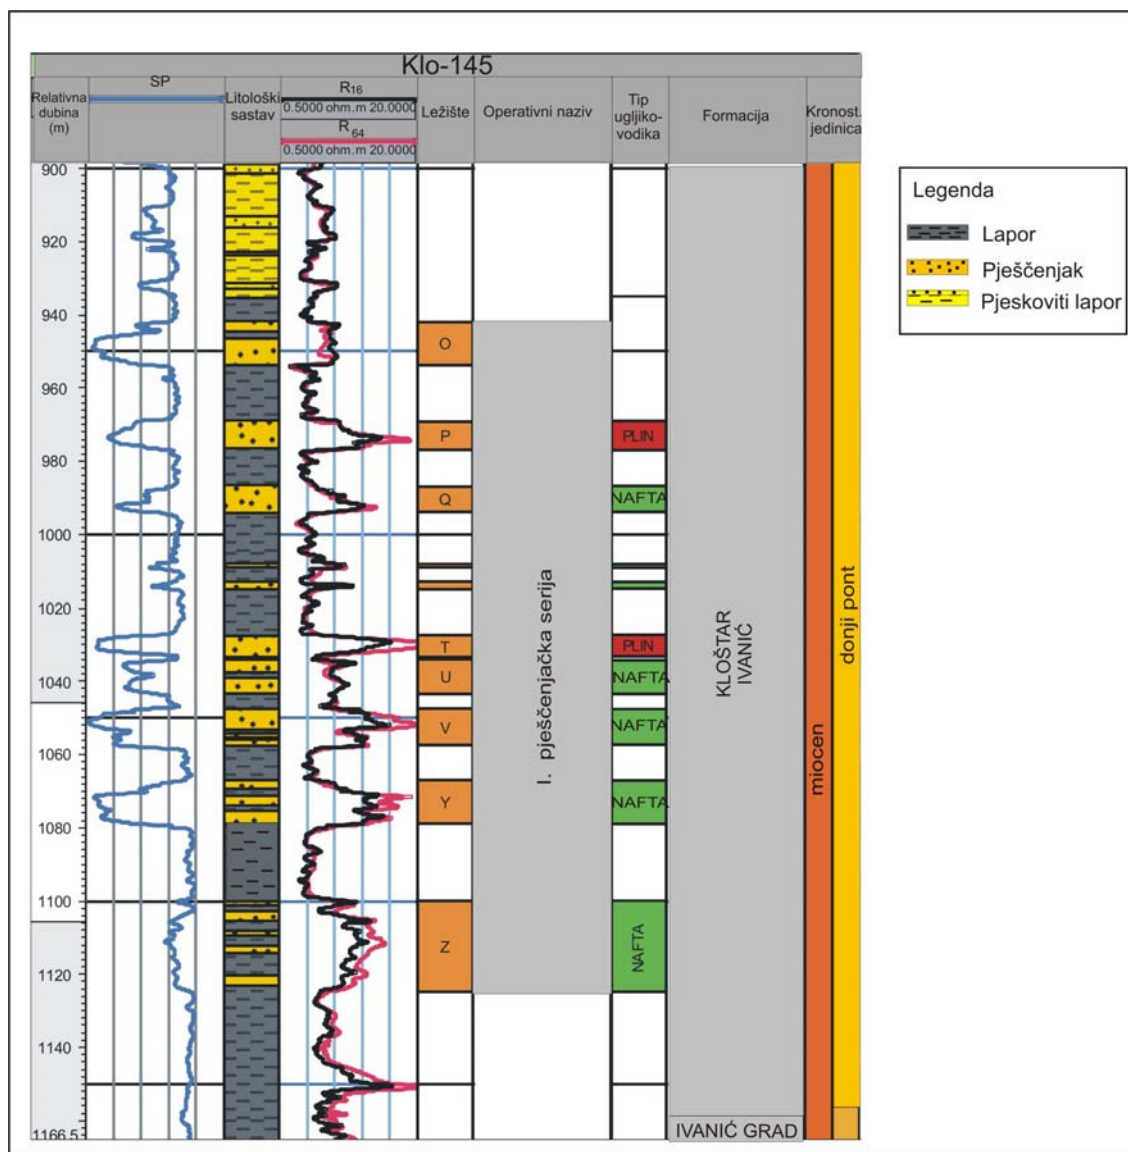 Klo-145
Relativna
dubina
(m)
SP
Litološki
sastav
R16
0.5000 ohm.m 20.0000
R 64
0.5000 ohm.m 20.0000
Ležište
Operativni naziv
Tip
ugljiko-
vodika
Formacija
Kronost.
jedinica
900
920
940
960
980
1000
1020
1040
1060
1080
1100
1120
1140
1166.5
O
P
Q
T
U
V
Y
Z
I. pješčenjačka serija
PLIN
NAFTA
PLIN
NAFTA
NAFTA
NAFTA
NAFTA
KLOŠTAR
IVANIĆ
IVANIĆ GRAD
miocen
donji pont
Legenda
Lapor
Pješčenjak
Pjeskoviti lapor